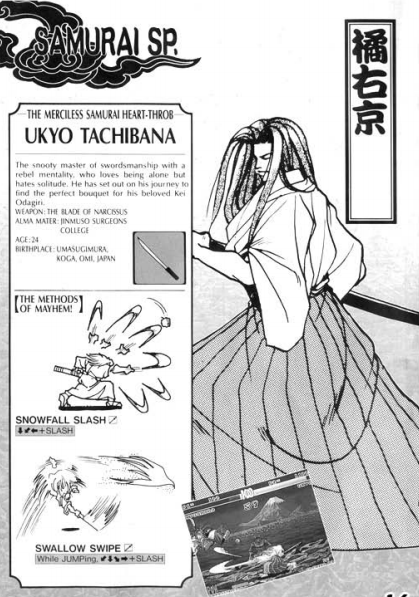 SAMURAI SP.
橘右京
THE MERCILESS SAMURAI HEART-THROB
UKYO TACHIBANA
The snooty master of swordsmanship with a
rebel mentality, who loves being alone but
hates solitude. He has set out on his journey to
find the perfect bouquet for his beloved Kei
Odagiri.
WEAPON: THE BLADE OF NARCISSUS
ALMA MATER: JINMUSO SURGEONS
COLLEGE
AGE:24
BIRTHPLACE: UMASUGIMURA,
KOGA, OMI, JAPAN
【THE METHODS
OF MAYHEM!】
SNOWFALL SLASH
⬇↙⬅+SLASH
SWALLOW SWIPE
While JUMPing, ⬋⬇⬊➡+SLASH